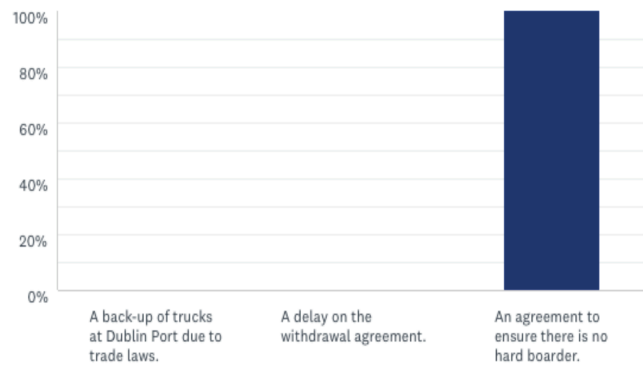 100%
80%
60%
40%
20%
0%
A back-up of trucks
at Dublin Port due to
trade laws.
A delay on the
withdrawal agreement.
An agreement to
ensure there is no
hard boarder.